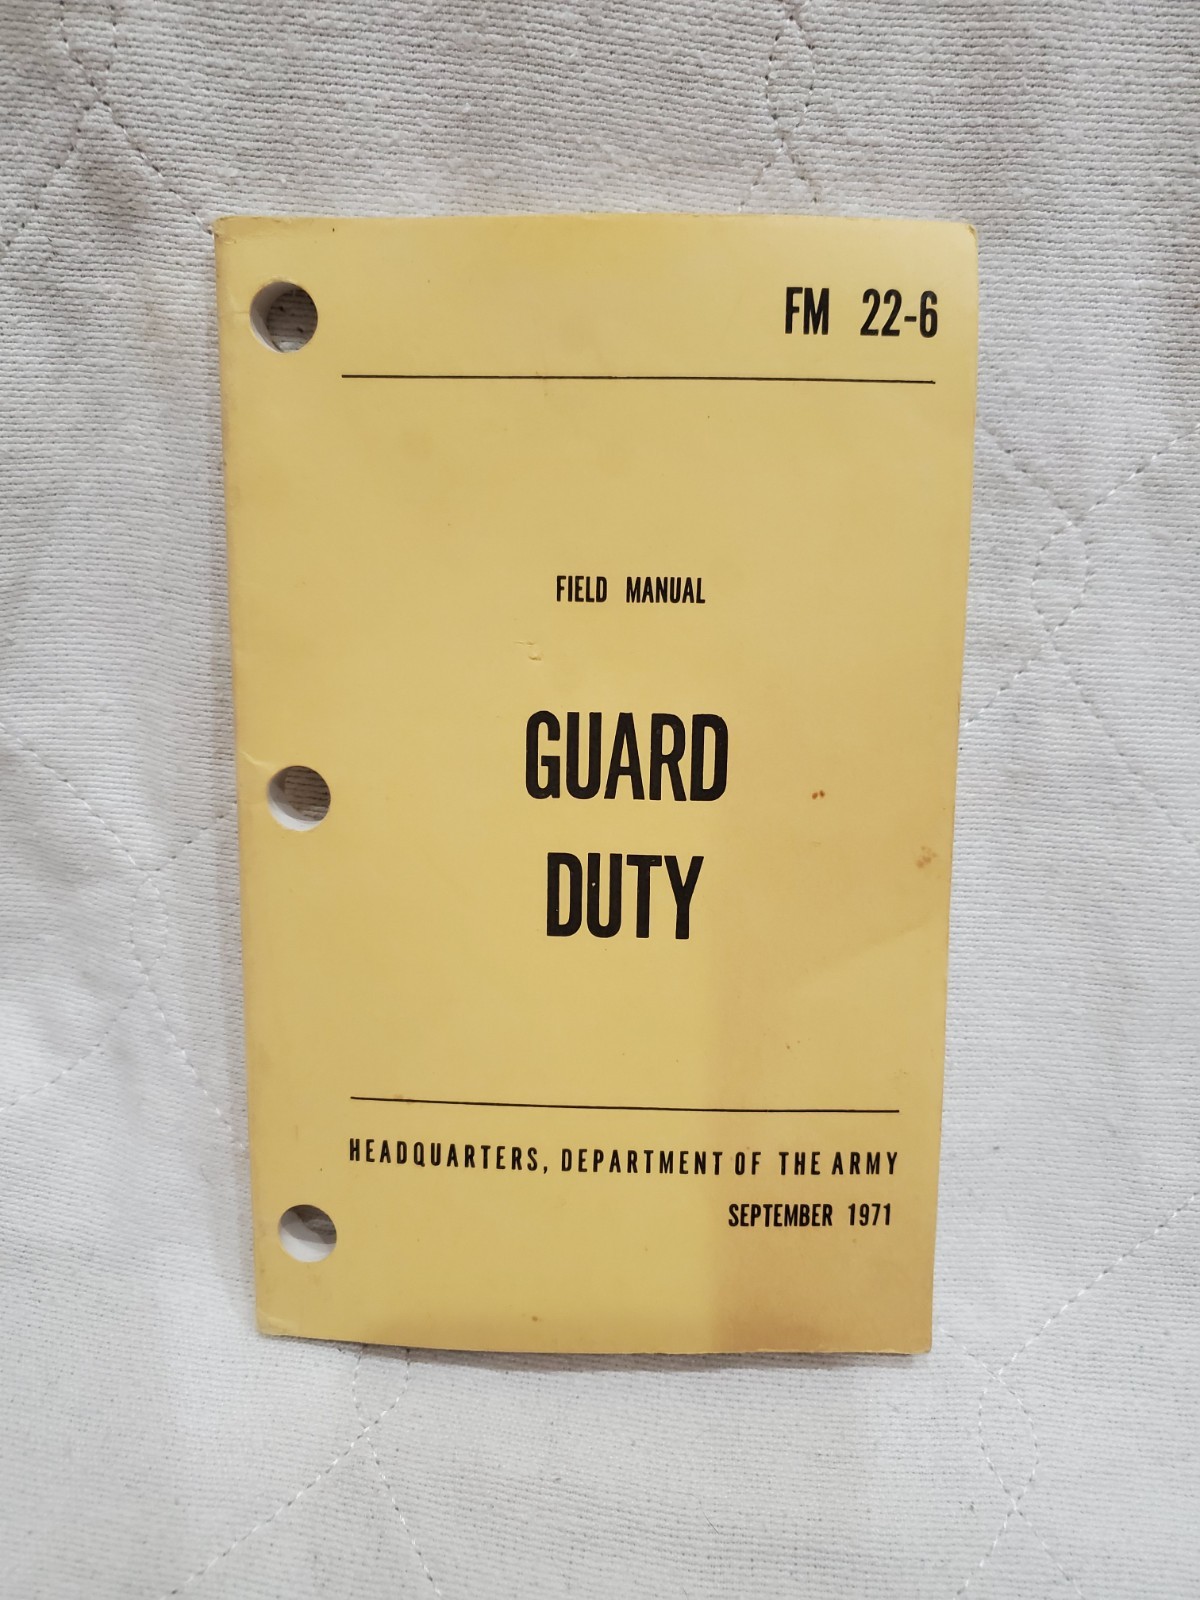 FM 22-6
FIELD MANUAL
GUARD
DUTY
HEADQUARTERS, DEPARTMENT OF THE ARMY
SEPTEMBER 1971